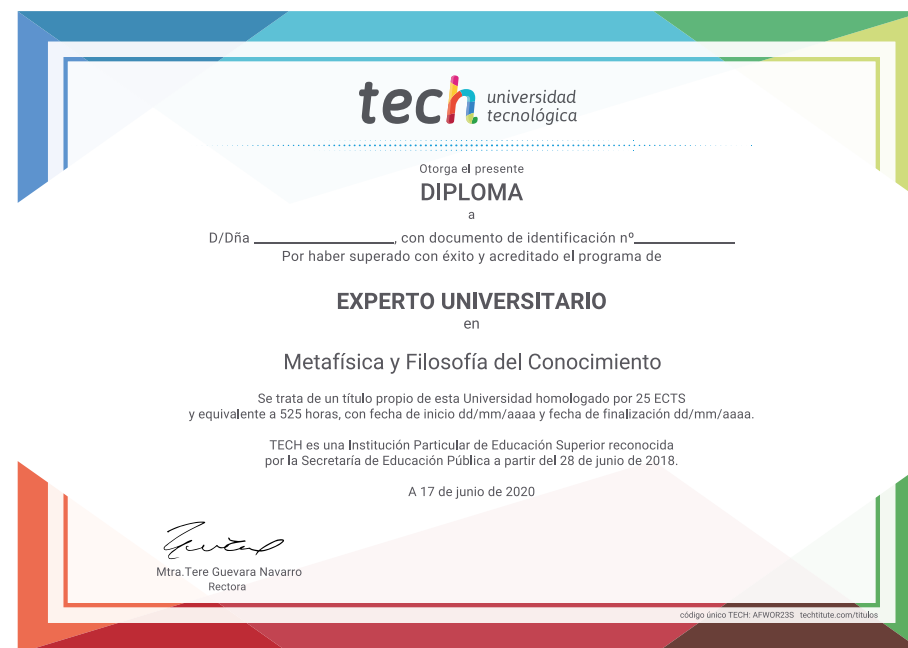 tech universidad
tecnológica
Otorga el presente
DIPLOMA
a
D/Dña ____________________, con documento de identificación nº______________
Por haber superado con éxito y acreditado el programa de
EXPERTO UNIVERSITARIO
en
Metafísica y Filosofía del Conocimiento
Se trata de un título propio de esta Universidad homologado por 25 ECTS
y equivalente a 525 horas, con fecha de inicio dd/mm/aaaa y fecha de finalización dd/mm/aaaa.
TECH es una Institución Particular de Educación Superior reconocida
por la Secretaría de Educación Pública a partir del 28 de junio de 2018.
A 17 de junio de 2020
Mtra.Tere Guevara Navarro
Rectora
código único TECH: AFWOR23S techtitute.com/titulos